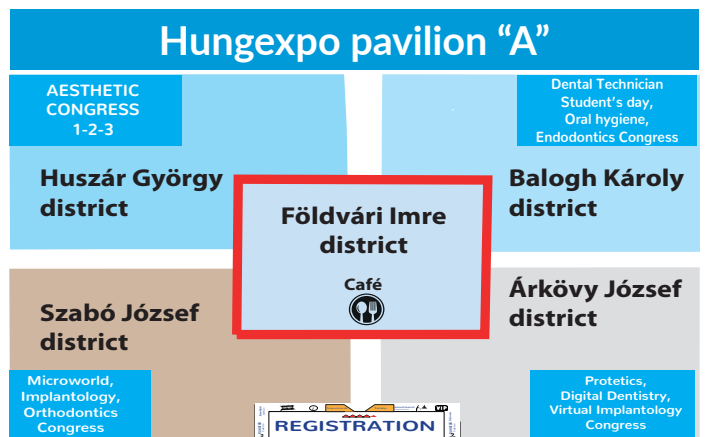 Hungexpo pavilion “A”
AESTHETIC
CONGRESS
1-2-3
Dental Technician
Student’s day,
Oral hygiene,
Endodontics Congress
Huszár György
district
Balogh Károly
district
Földvári Imre
district
Café
Szabó József
district
Árkövy József
district
Microworld,
Implantology,
Orthodontics
Congress
Protetics,
Digital Dentistry,
Virtual Implantology
Congress
VIP
REGISTRATION